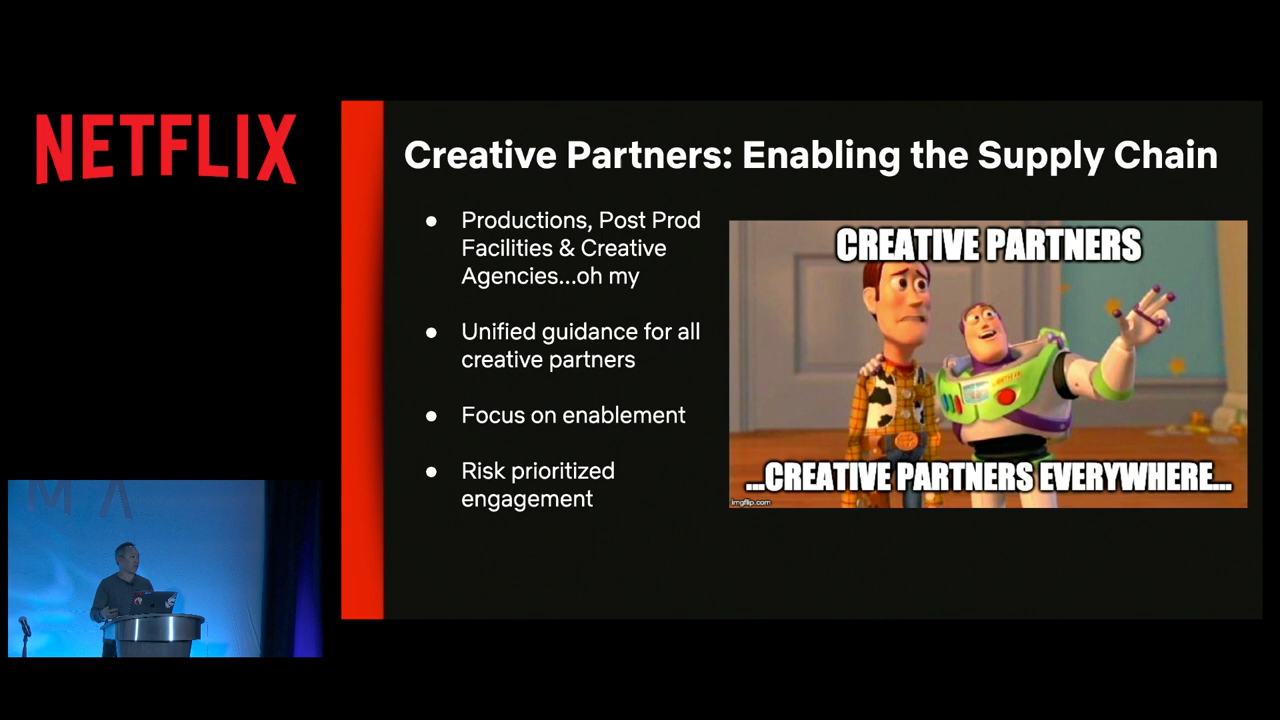 NETFLIX
Creative Partners: Enabling the Supply Chain
● Productions, Post Prod
Facilities & Creative
Agencies...oh my
● Unified guidance for all
creative partners
● Focus on enablement
● Risk prioritized
engagement
CREATIVE PARTNERS
LIGHTYEAR
...CREATIVE PARTNERS EVERYWHERE...
imgflip.com
M A